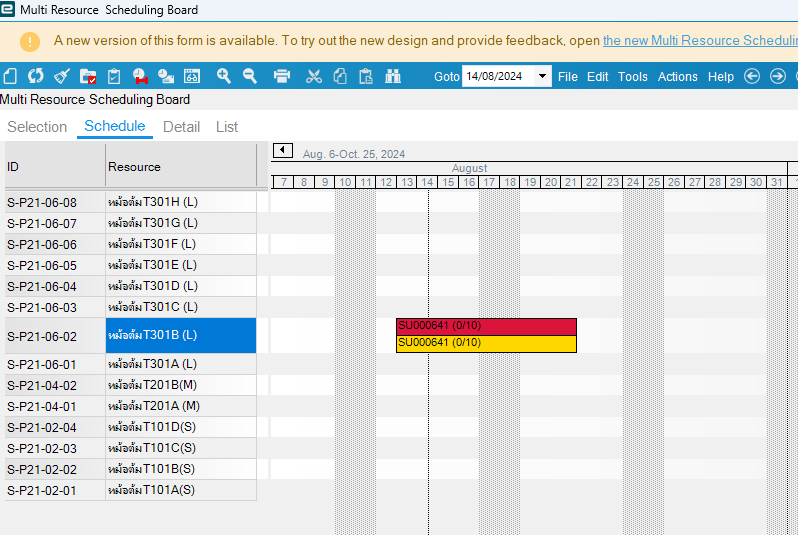 Multi Resource Scheduling Board
A new version of this form is available. To try out the new design and provide feedback, open the new Multi Resource Schedulin
Goto 14/08/2024 File Edit Tools Actions Help
Multi Resource Scheduling Board
Selection Schedule Detail List
Aug. 6-Oct. 25, 2024
ID Resource August
7 8 9 10 11 12 13 14 15 16 17 18 19 20 21 22 23 24 25 26 27 28 29 30 31
S-P21-06-08 หม้อต้มT301H (L)
S-P21-06-07 หม้อต้มT301G (L)
S-P21-06-06 หม้อต้มT301F (L)
S-P21-06-05 หม้อต้มT301E (L)
S-P21-06-04 หม้อต้มT301D (L)
S-P21-06-03 หม้อต้มT301C (L)
SU000641 (0/10)
S-P21-06-02 หม้อต้มT301B (L)
SU000641 (0/10)
S-P21-06-01 หม้อต้มT301A (L)
S-P21-04-02 หม้อต้มT201B(M)
S-P21-04-01 หม้อต้มT201A (M)
S-P21-02-04 หม้อต้มT101D(S)
S-P21-02-03 หม้อต้มT101C(S)
S-P21-02-02 หม้อต้มT101B(S)
S-P21-02-01 หม้อต้มT101A(S)